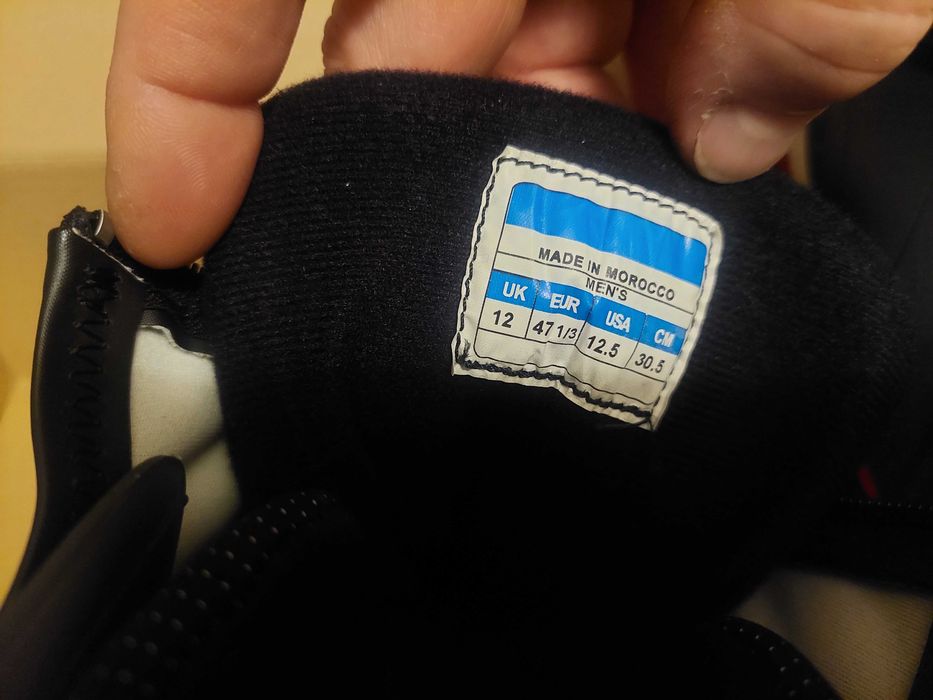 MADE IN MOROCCO
MEN'S
UK EUR USA CM
12 47 1/3 12.5 30.5